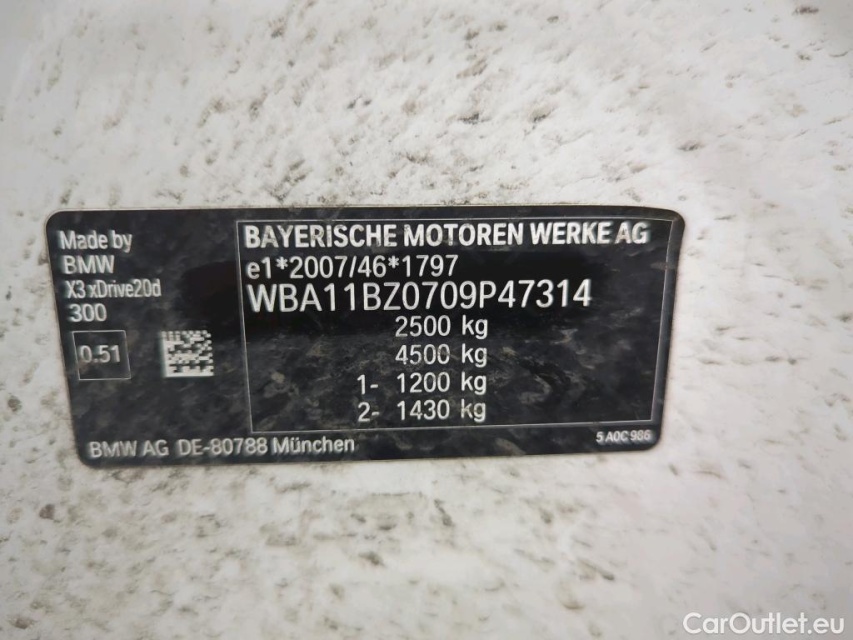 Made by
BMW
X3 xDrive20d
300
0.51
BAYERISCHE MOTOREN WERKE AG
e1*2007/46*1797
WBA11BZ0709P47314
2500 kg
4500 kg
1- 1200 kg
2- 1430 kg
BMW AG DE-80788 München
5 A0C 986
CarOutlet.eu